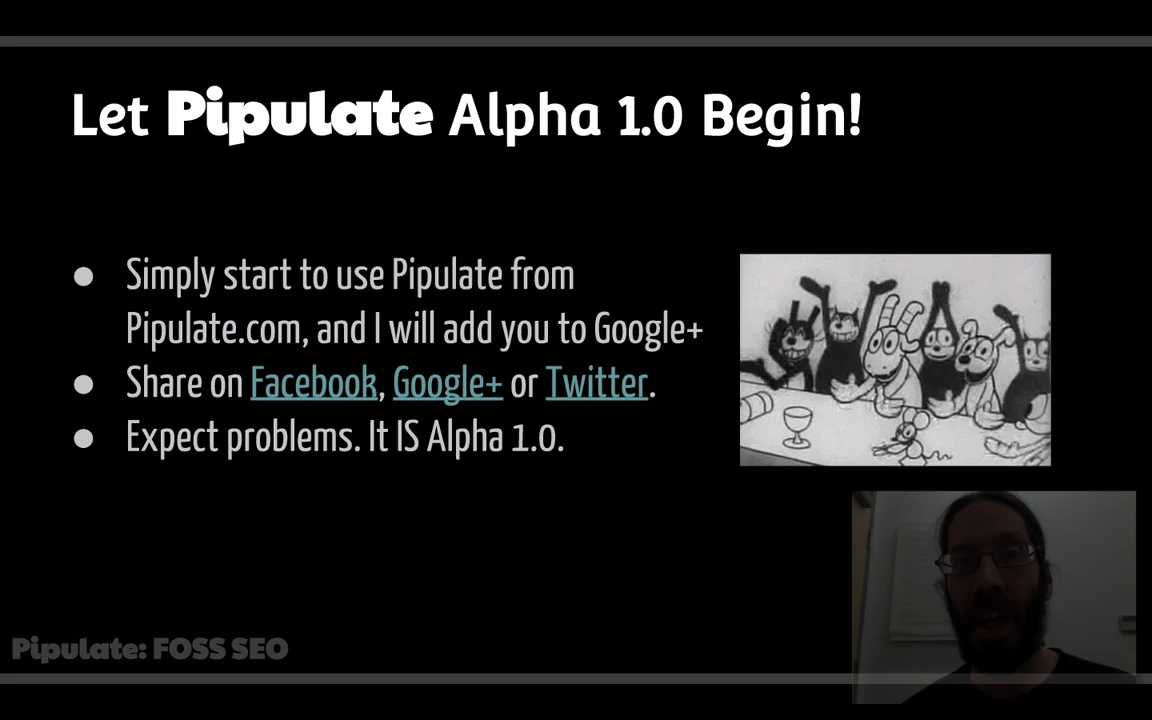 Let Pipulate Alpha 1.0 Begin!
● Simply start to use Pipulate from
Pipulate.com, and I will add you to Google+
● Share on Facebook, Google+ or Twitter.
● Expect problems. It IS Alpha 1.0.
Pipulate: FOSS SEO